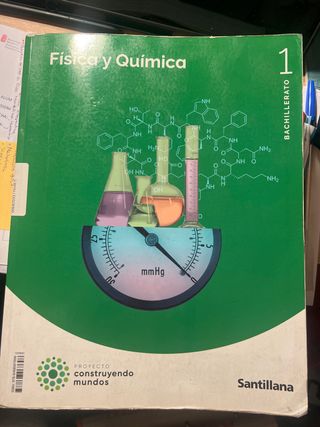 Física y Química
1
BACHILLERATO
mmHg
PROYECTO
construyendo
mundos
Santillana